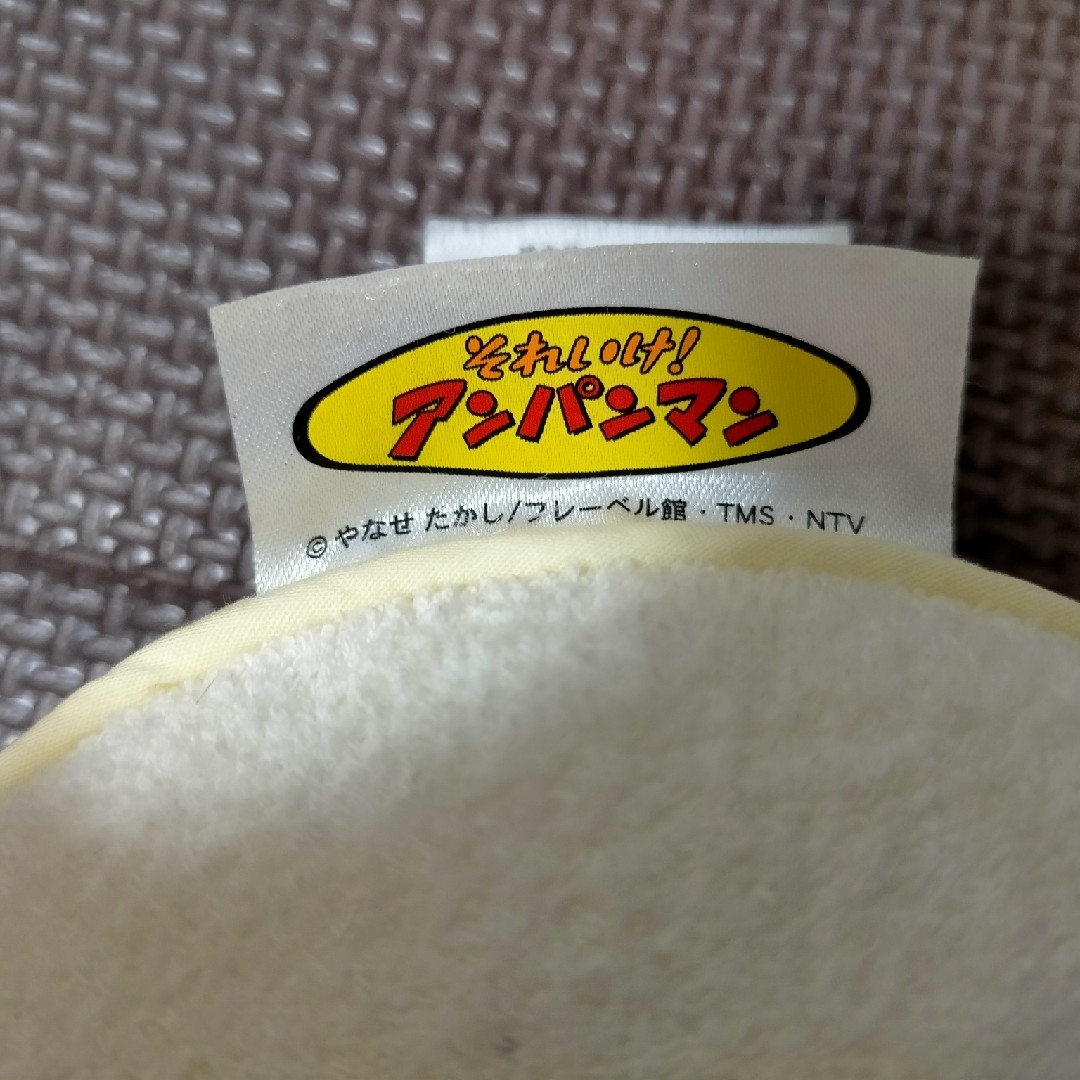 それいけ!
アンパンマン
© やなせ たかし/フレーベル館・TMS・NTV